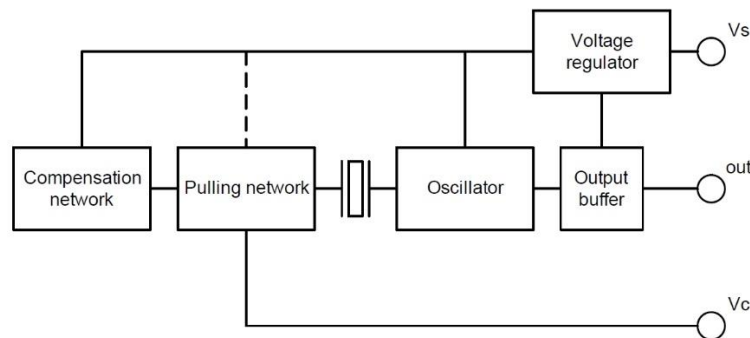 Vs
Voltage
regulator
Compensation
network
Pulling network
Oscillator
Output
buffer
out
Vc